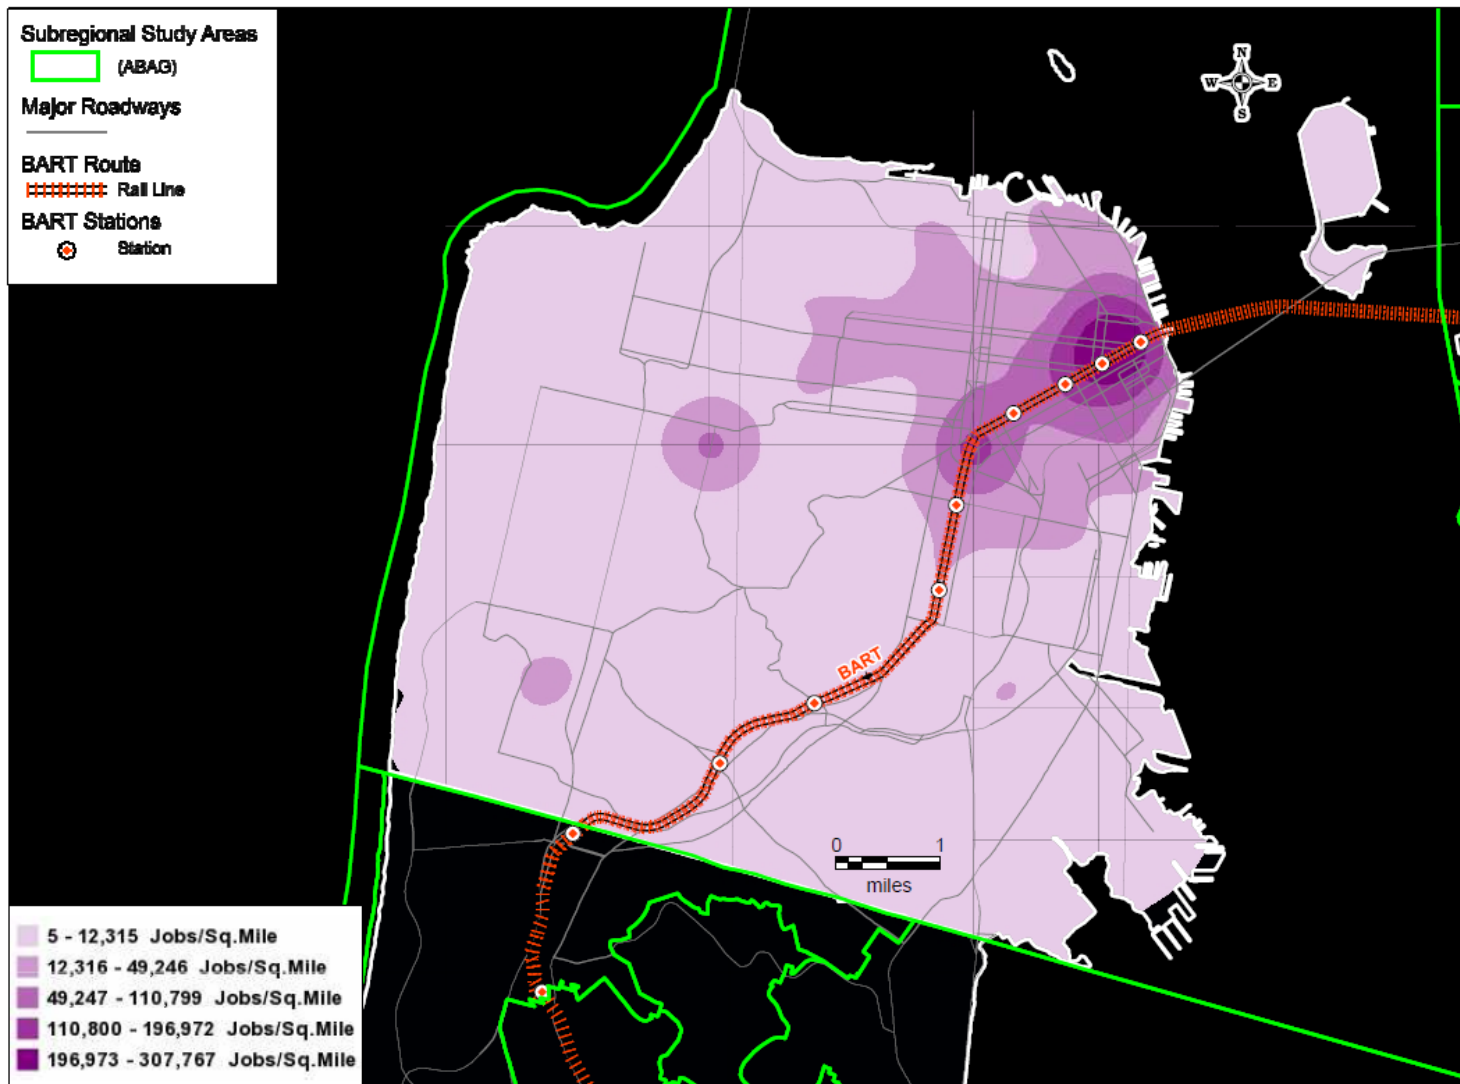 Subregional Study Areas
(ABAG)
Major Roadways
BART Route
Rail Line
BART Stations
Station
N
W E
S
BART
0 1
miles
5 - 12,315 Jobs/Sq.Mile
12,316 - 49,246 Jobs/Sq.Mile
49,247 - 110,799 Jobs/Sq.Mile
110,800 - 196,972 Jobs/Sq.Mile
196,973 - 307,767 Jobs/Sq.Mile